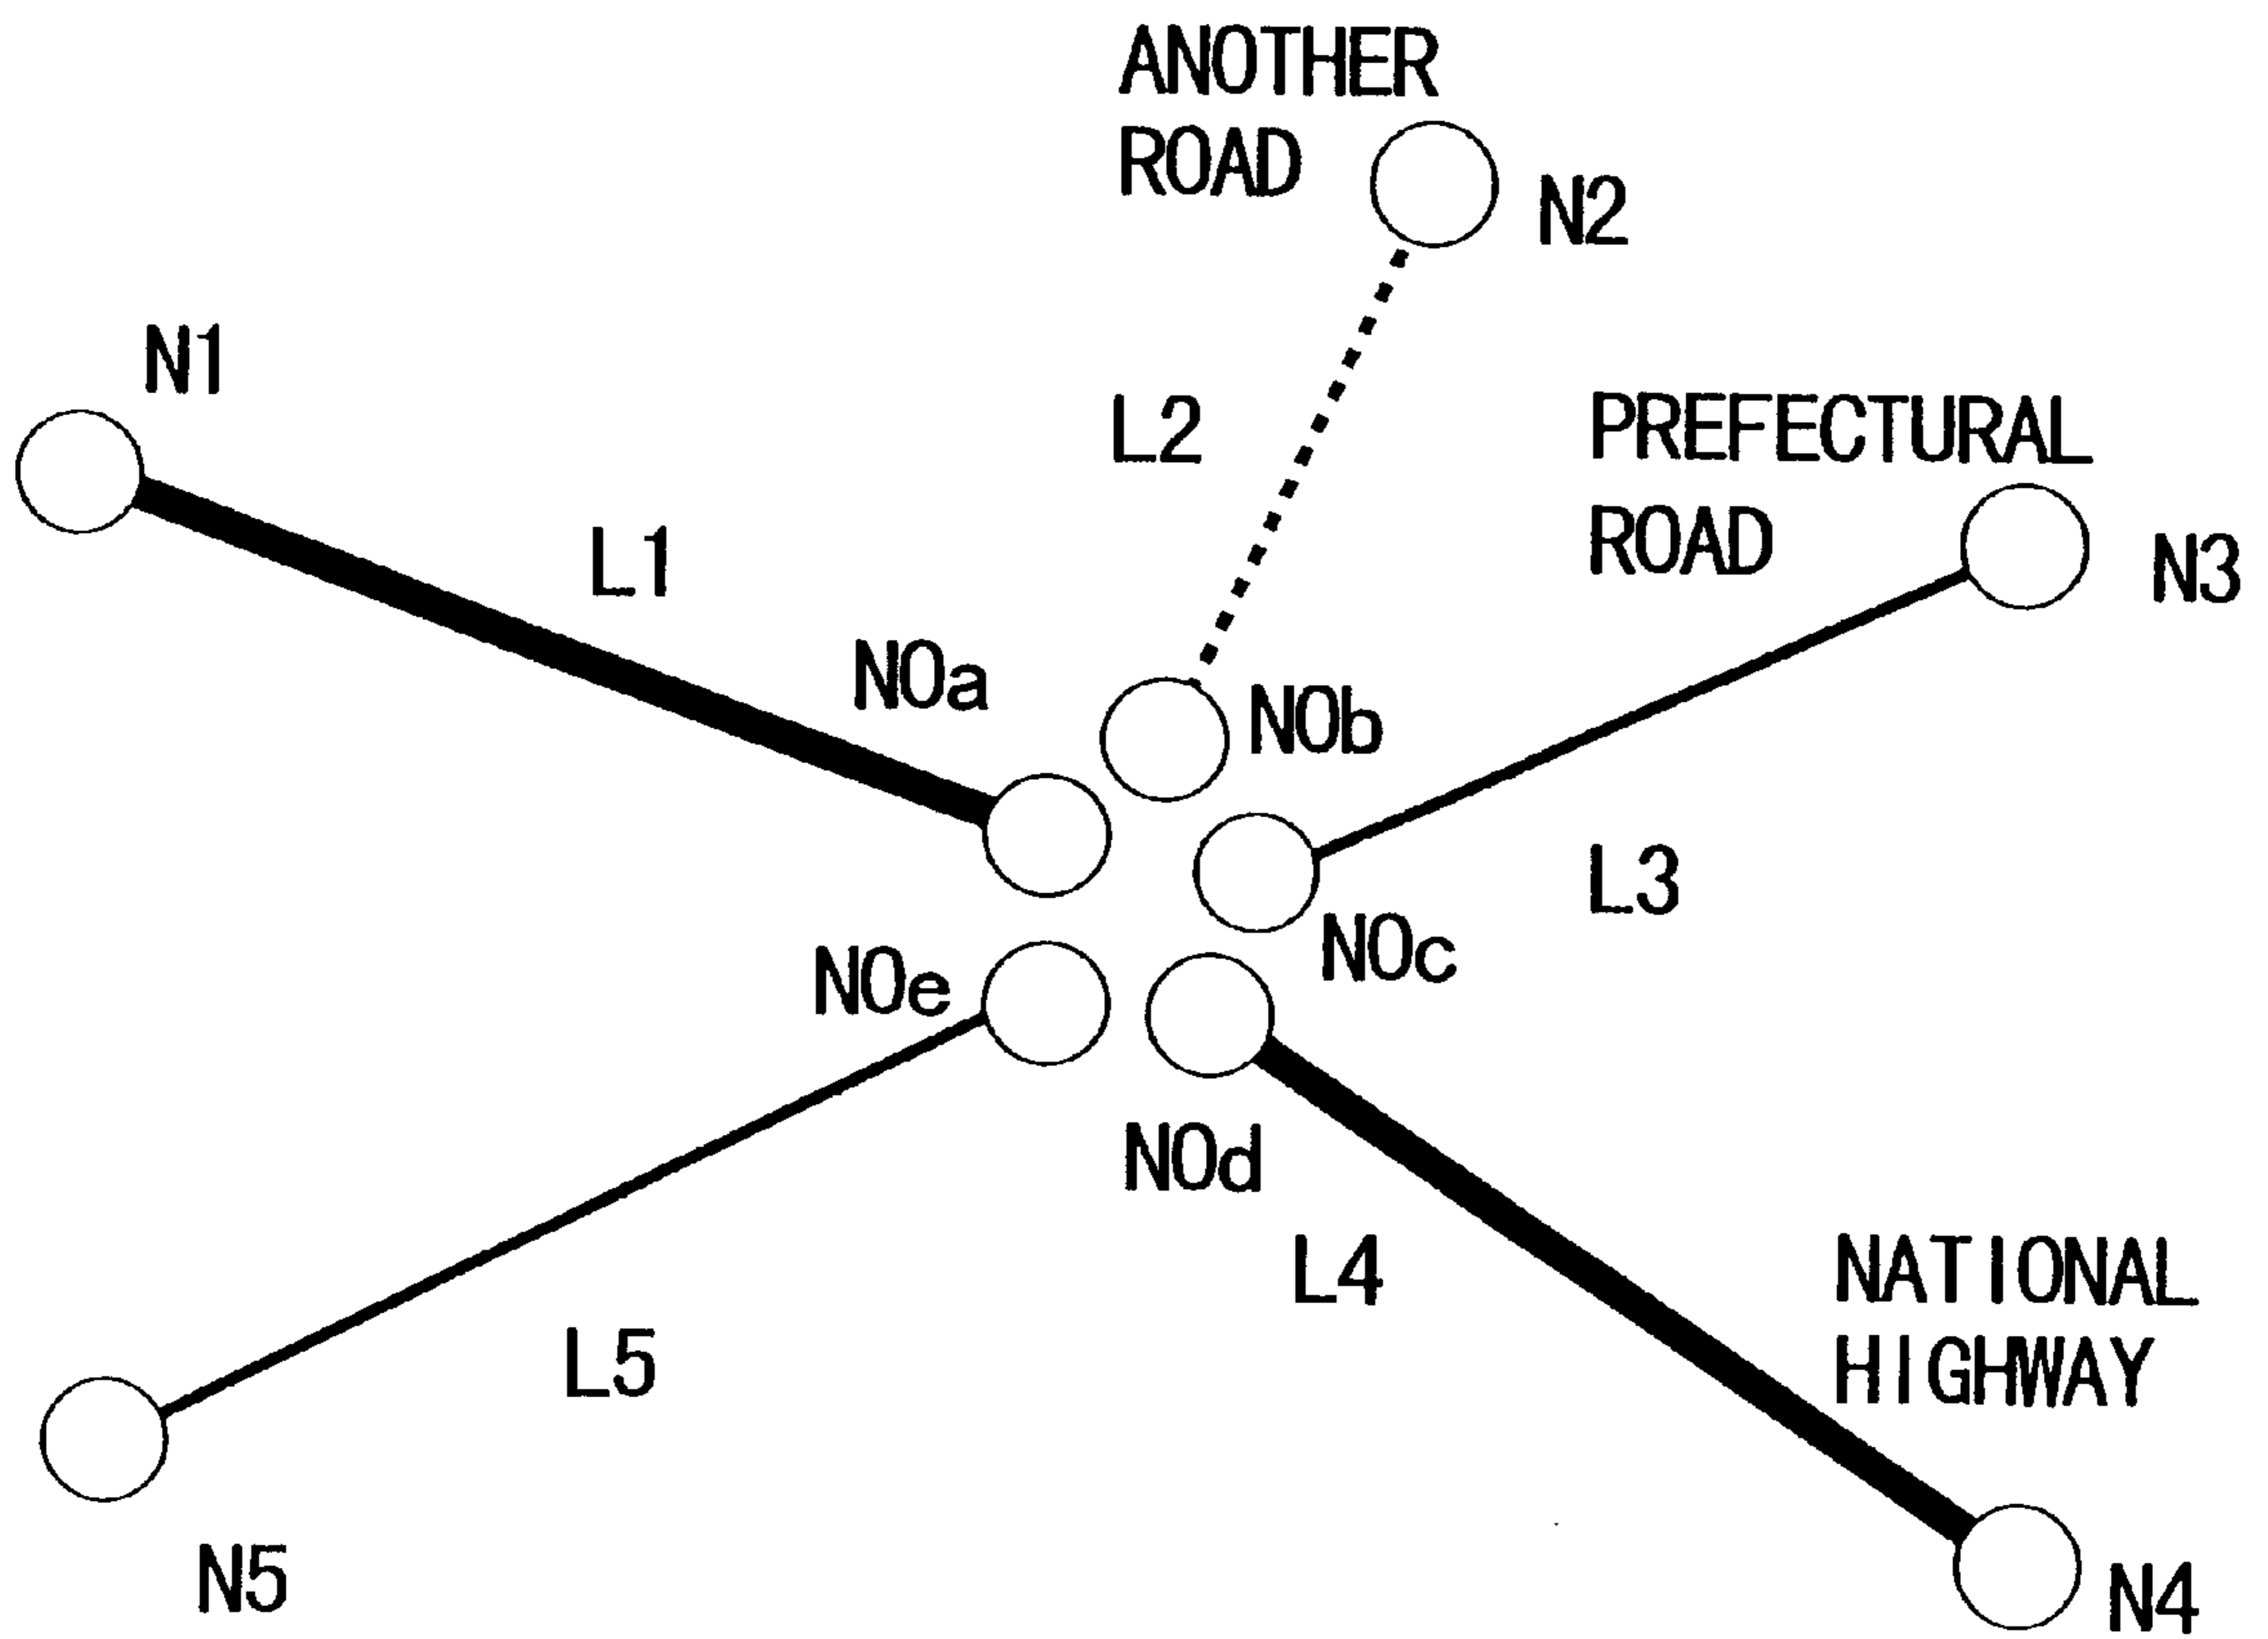 ANOTHER
ROAD
N2
N1
L2
PREFECTURAL
ROAD
N3
L1
N0a
N0b
L3
N0c
N0e
N0d
L4
NATIONAL
HIGHWAY
L5
N5
N4